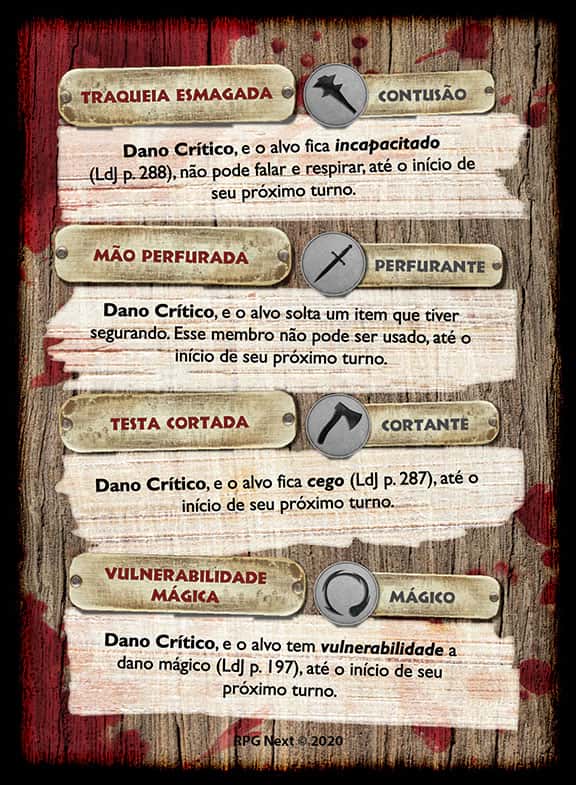 TRAQUEIA ESMAGADA
CONTUSÃO
Dano Crítico, e o alvo fica incapacitado
(LdJ p. 288), não pode falar e respirar, até o início de
seu próximo turno.
MÃO PERFURADA
PERFURANTE
Dano Crítico, e o alvo solta um item que tiver
segurando. Esse membro não pode ser usado, até o
início de seu próximo turno.
TESTA CORTADA
CORTANTE
Dano Crítico, e o alvo fica cego (LdJ p. 287), até o
início de seu próximo turno.
VULNERABILIDADE
MÁGICA
MÁGICO
Dano Crítico, e o alvo tem vulnerabilidade a
dano mágico (LdJ p. 197), até o início de seu
próximo turno.
RPG Next © 2020